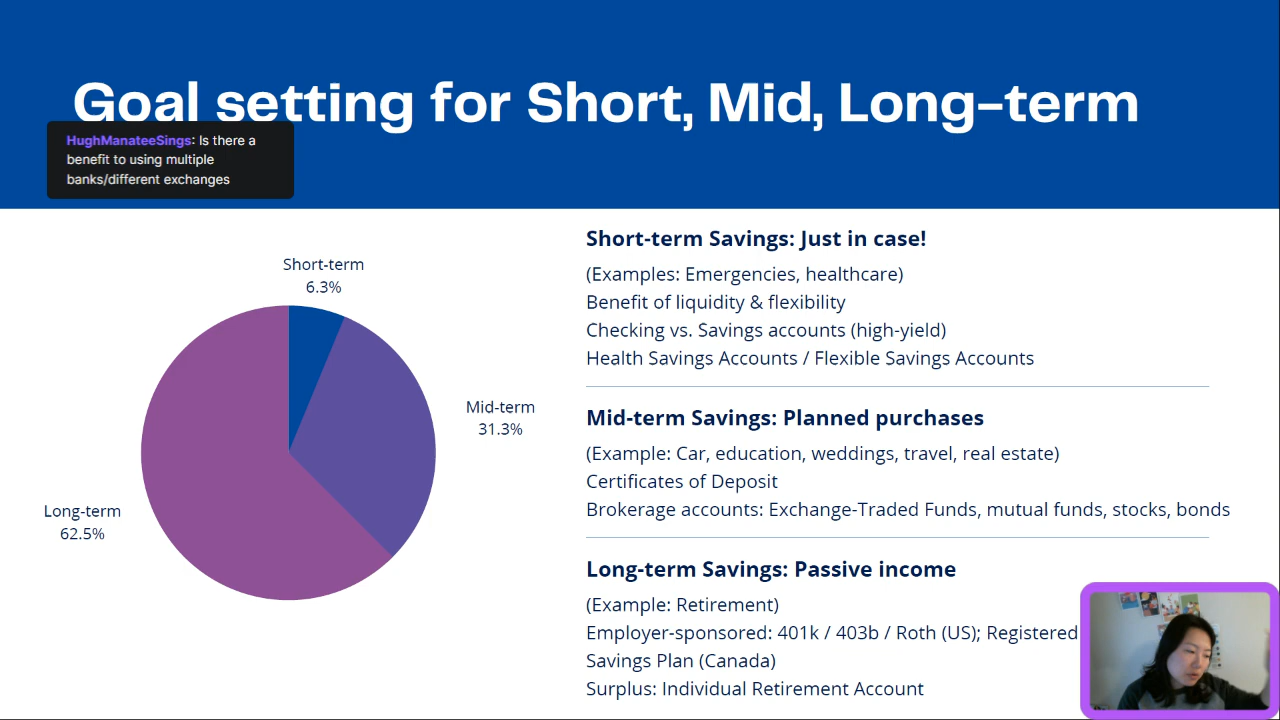 Goal setting for Short, Mid, Long-term
HughManateeSings: Is there a
benefit to using multiple
banks/different exchanges
Short-term
6.3%
Mid-term
31.3%
Long-term
62.5%
Short-term Savings: Just in case!
(Examples: Emergencies, healthcare)
Benefit of liquidity & flexibility
Checking vs. Savings accounts (high-yield)
Health Savings Accounts / Flexible Savings Accounts
Mid-term Savings: Planned purchases
(Example: Car, education, weddings, travel, real estate)
Certificates of Deposit
Brokerage accounts: Exchange-Traded Funds, mutual funds, stocks, bonds
Long-term Savings: Passive income
(Example: Retirement)
Employer-sponsored: 401k / 403b / Roth (US); Registered
Savings Plan (Canada)
Surplus: Individual Retirement Account